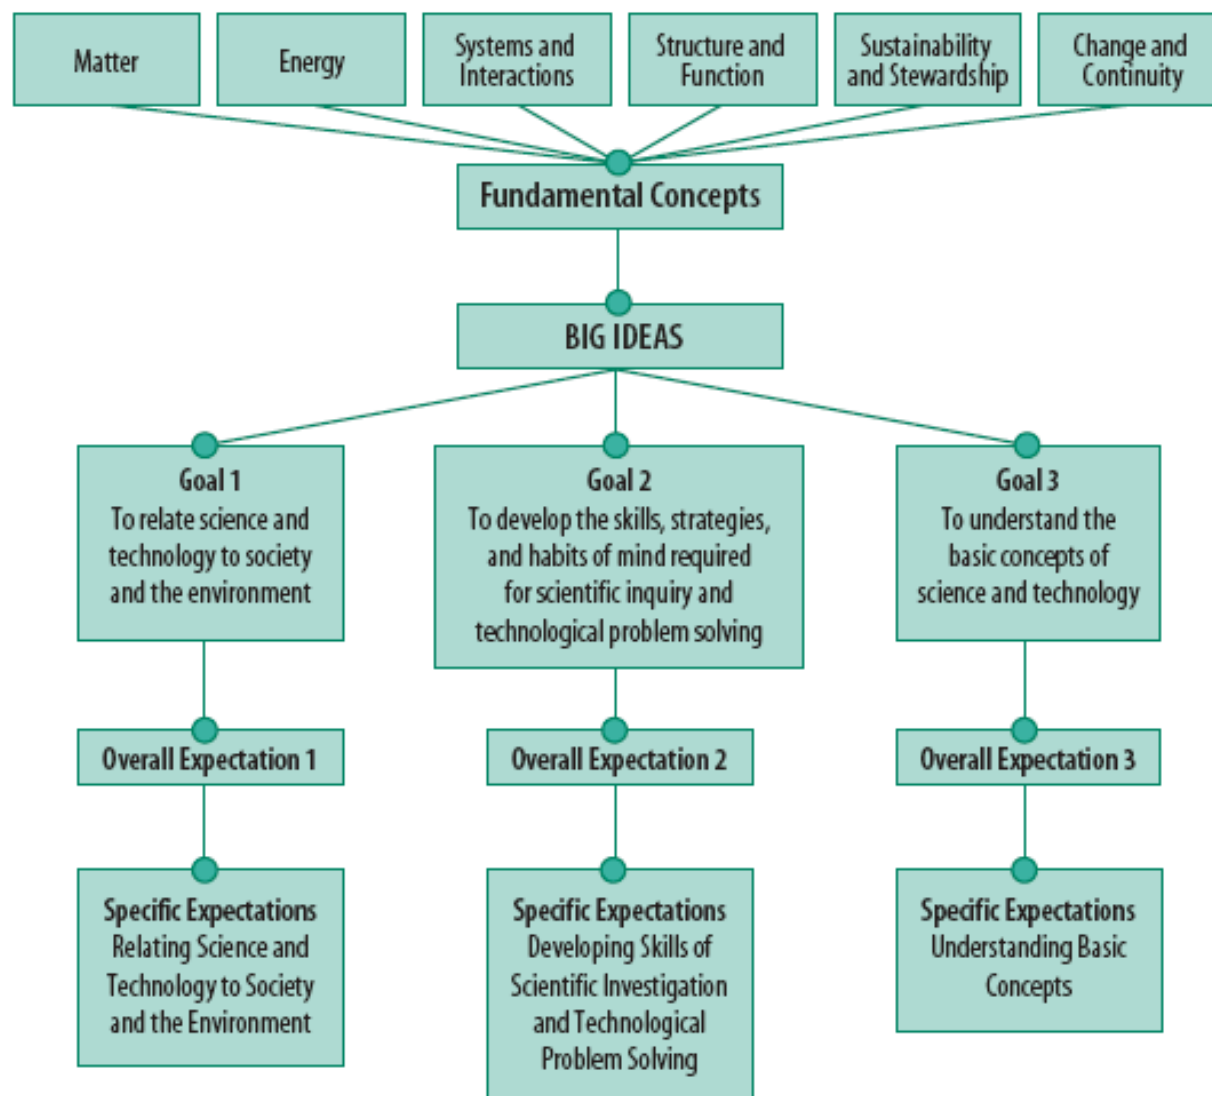 Matter
Energy
Systems and
Interactions
Structure and
Function
Sustainability
and Stewardship
Change and
Continuity
Fundamental Concepts
BIG IDEAS
Goal 1
To relate science and
technology to society
and the environment
Goal 2
To develop the skills, strategies,
and habits of mind required
for scientific inquiry and
technological problem solving
Goal 3
To understand the
basic concepts of
science and technology
Overall Expectation 1
Overall Expectation 2
Overall Expectation 3
Specific Expectations
Relating Science and
Technology to Society
and the Environment
Specific Expectations
Developing Skills of
Scientific Investigation
and Technological
Problem Solving
Specific Expectations
Understanding Basic
Concepts